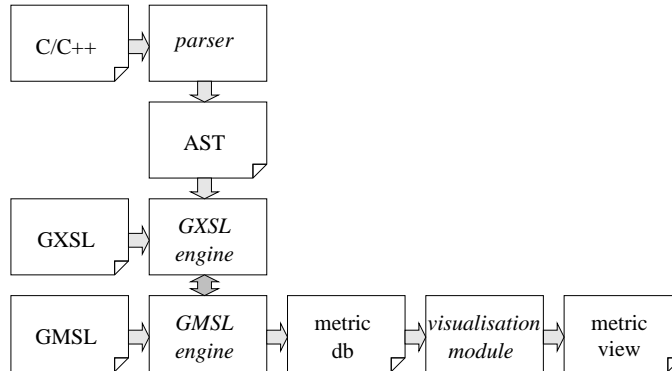 C/C++
parser
AST
GXSL
GXSL
engine
GMSL
GMSL
engine
metric
db
visualisation
module
metric
view